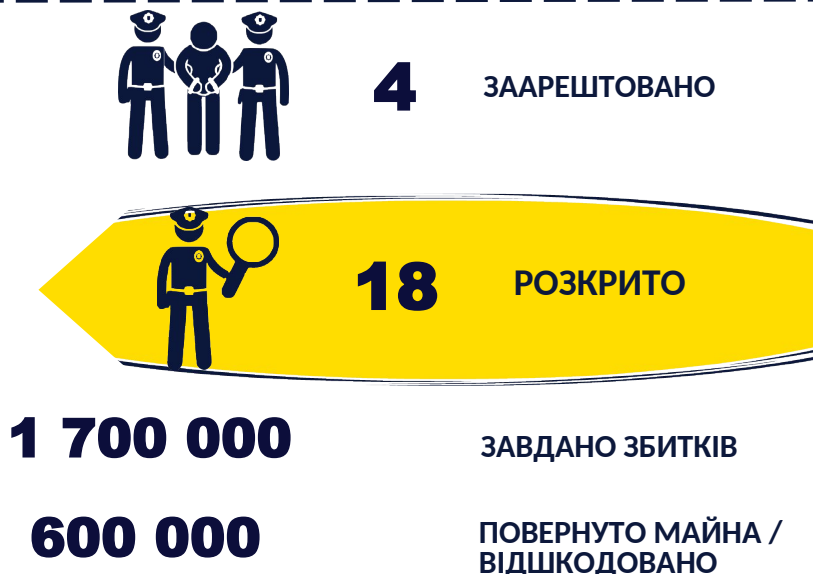 4 ЗААРЕШТОВАНО
18 РОЗКРИТО
1 700 000 ЗАВДАНО ЗБИТКІВ
600 000 ПОВЕРНУТО МАЙНА /
ВІДШКОДОВАНО